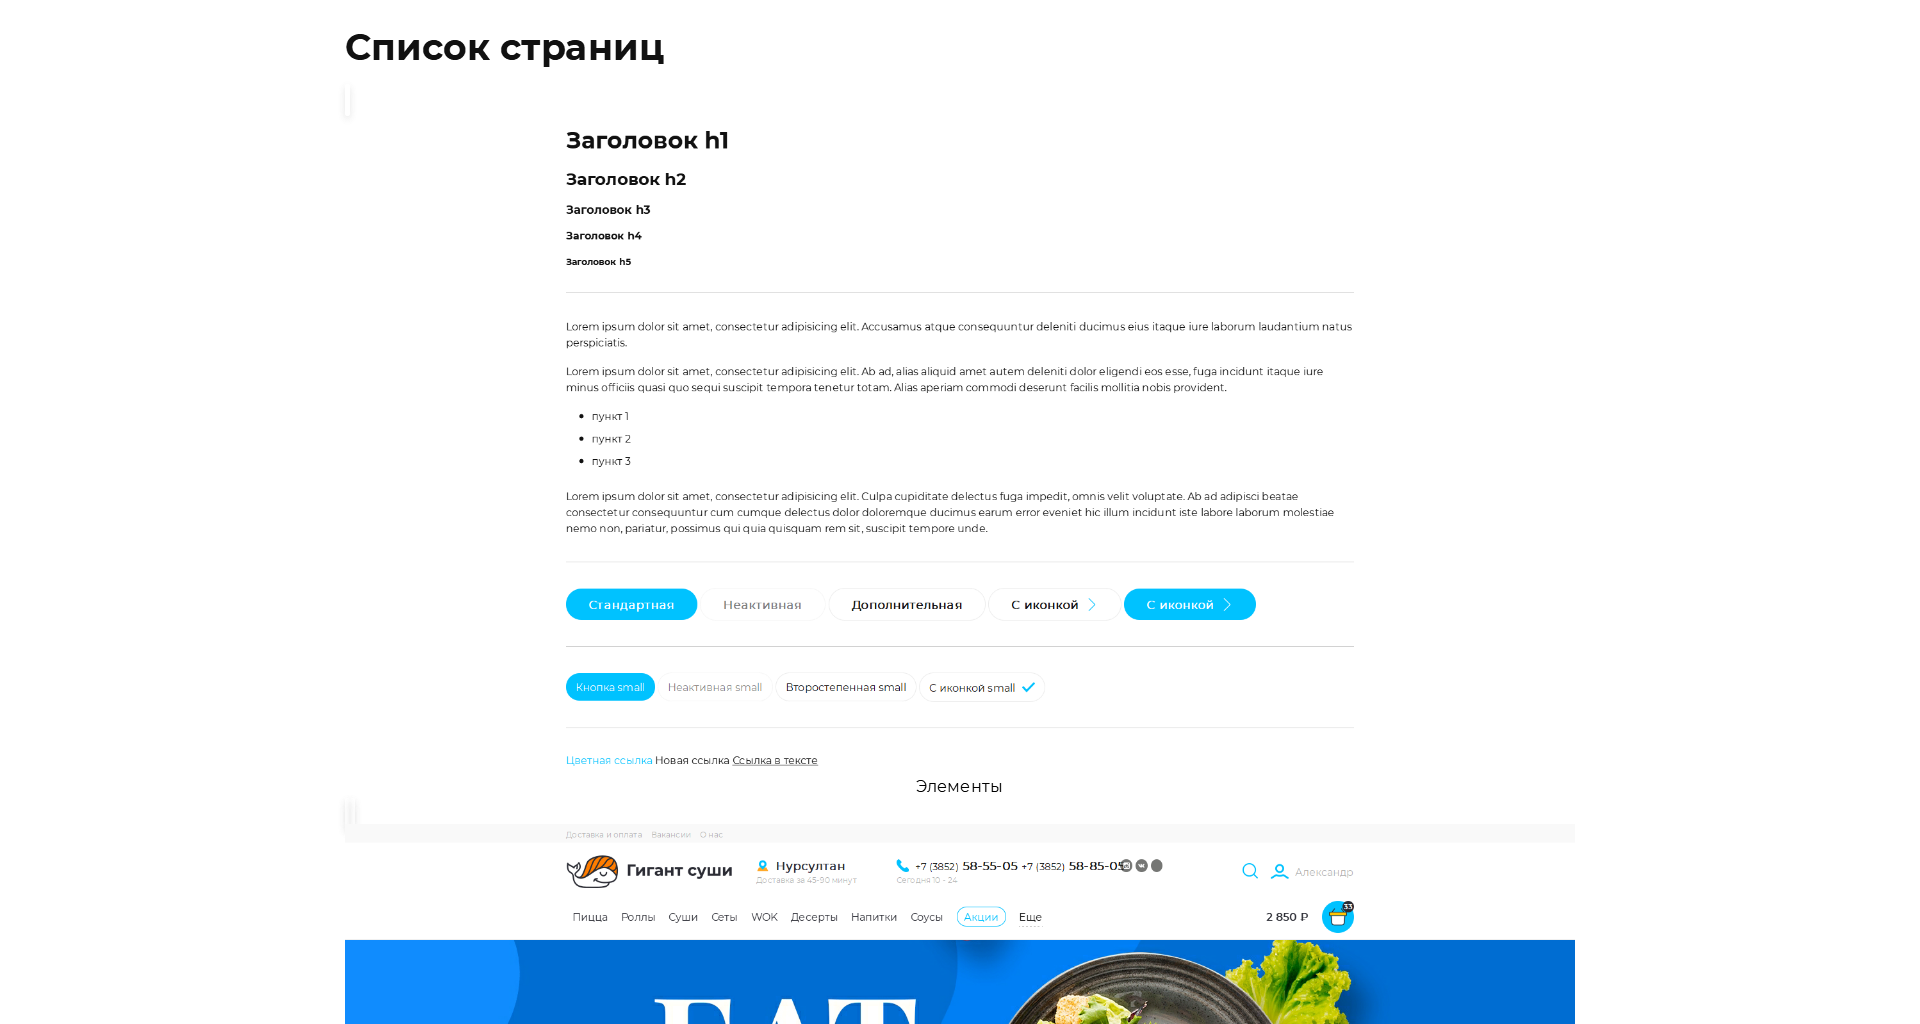 Список страниц
Заголовок h1
Заголовок h2
Заголовок h3
Заголовок h4
Заголовок h5
Lorem ipsum dolor sit amet, consectetur adipisicing elit. Accusamus atque consequuntur deleniti ducimus eius itaque iure laborum laudantium natus
perspiciatis.
Lorem ipsum dolor sit amet, consectetur adipisicing elit. Ab ad, alias aliquid amet autem deleniti dolor eligendi eos esse, fuga incidunt itaque iure
minus officiis quasi quo sequi suscipit tempora tenetur totam. Alias aperiam commodi deserunt facilis mollitia nobis provident.
• пункт 1
• пункт 2
• пункт 3
Lorem ipsum dolor sit amet, consectetur adipisicing elit. Culpa cupiditate delectus fuga impedit, omnis velit voluptate. Ab ad adipisci beatae
consectetur consequuntur cum cumque delectus dolor doloremque ducimus earum error eveniet hic illum incidunt iste labore laborum molestiae
nemo non, pariatur, possimus qui quia quisquam rem sit, suscipit tempore unde.
Стандартная Неактивная Дополнительная С иконкой С иконкой
Кнопка small Неактивная small Второстепенная small С иконкой small
Цветная ссылка Новая ссылка Ссылка в тексте
Элементы
Доставка и оплата Вакансии О нас
Гигант суши Нурсултан +7 (3852) 58-55-05 +7 (3852) 58-85-05 Александр
Доставка за 45-90 минут Сегодня 10 - 24
Пицца Роллы Суши Сеты WOK Десерты Напитки Соусы Акции Еще 2 850 ₽ 33
EAT